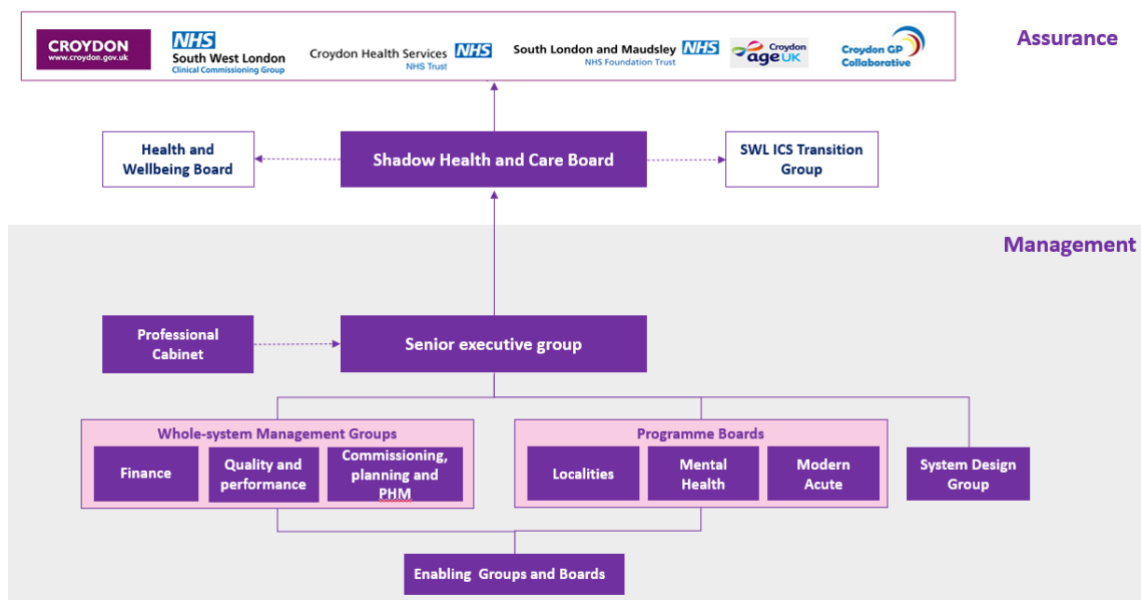 CROYDON
www.croydon.gov.uk
NHS
South West London
Clinical Commissioning Group
Croydon Health Services NHS
NHS Trust
South London and Maudsley NHS
NHS Foundation Trust
Croydon
ageUK
Croydon GP
Collaborative
Assurance
Health and
Wellbeing Board
Shadow Health and Care Board
SWL ICS Transition
Group
Management
Professional
Cabinet
Senior executive group
Whole-system Management Groups
Finance
Quality and
performance
Commissioning,
planning and
PHM
Programme Boards
Localities
Mental
Health
Modern
Acute
System Design
Group
Enabling Groups and Boards